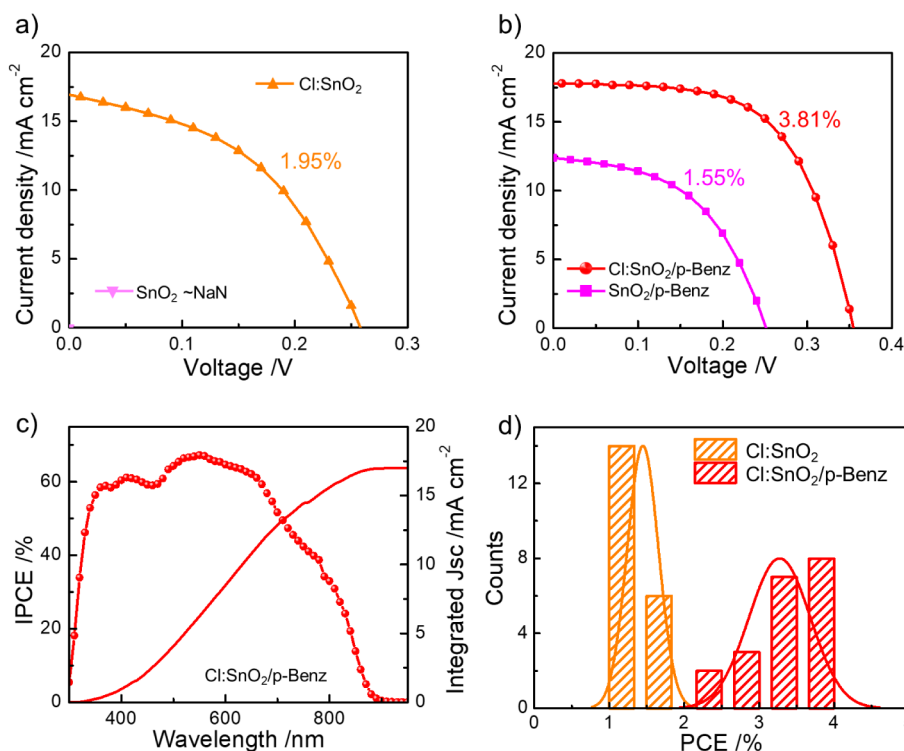 a)
20
15
10
5
0
Current density /mA cm⁻²
Cl:SnO₂
1.95%
SnO₂ ~NaN
0.0 0.1 0.2 0.3
Voltage /V
b)
20
15
10
5
0
Current density /mA cm⁻²
3.81%
1.55%
Cl:SnO₂/p-Benz
SnO₂/p-Benz
0.0 0.1 0.2 0.3 0.4
Voltage /V
c)
60
40
20
0
IPCE /%
Cl:SnO₂/p-Benz
400 600 800
Wavelength /nm
20
15
10
5
0
Integrated Jsc /mA cm⁻²
d)
12
8
4
0
Counts
Cl:SnO₂
Cl:SnO₂/p-Benz
0 1 2 3 4
PCE /%